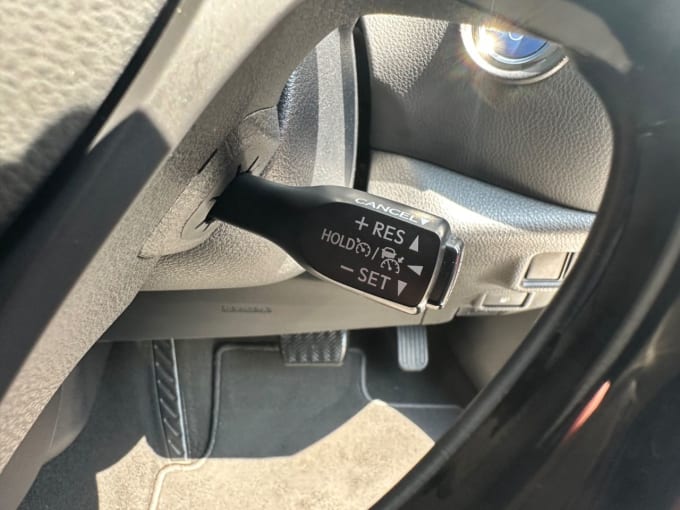 CANCEL
+ RES
HOLD /
− SET